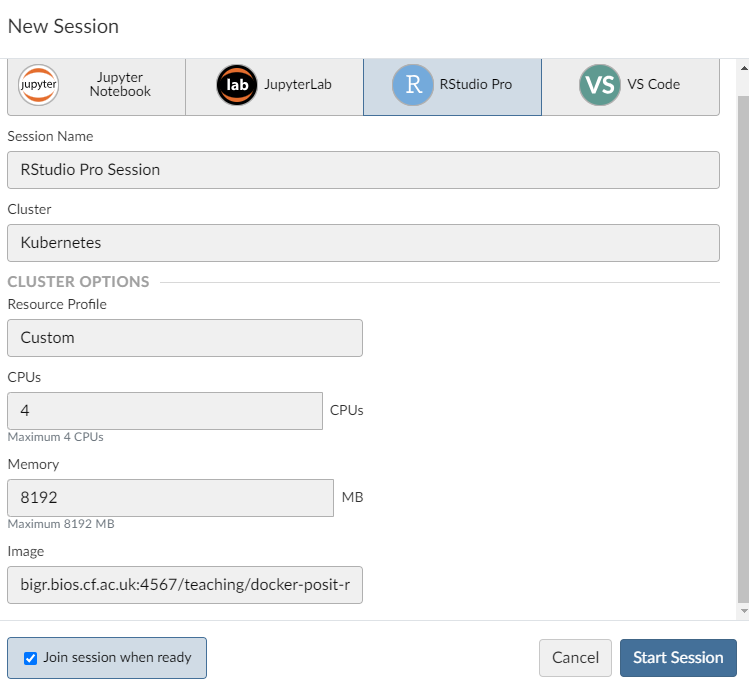 New Session
jupyter
Jupyter
Notebook
lab
JupyterLab
R
RStudio Pro
VS
VS Code
Session Name
RStudio Pro Session
Cluster
Kubernetes
CLUSTER OPTIONS
Resource Profile
Custom
CPUs
4
CPUs
Maximum 4 CPUs
Memory
8192
MB
Maximum 8192 MB
Image
bigr.bios.cf.ac.uk:4567/teaching/docker-posit-r
Join session when ready
Cancel
Start Session